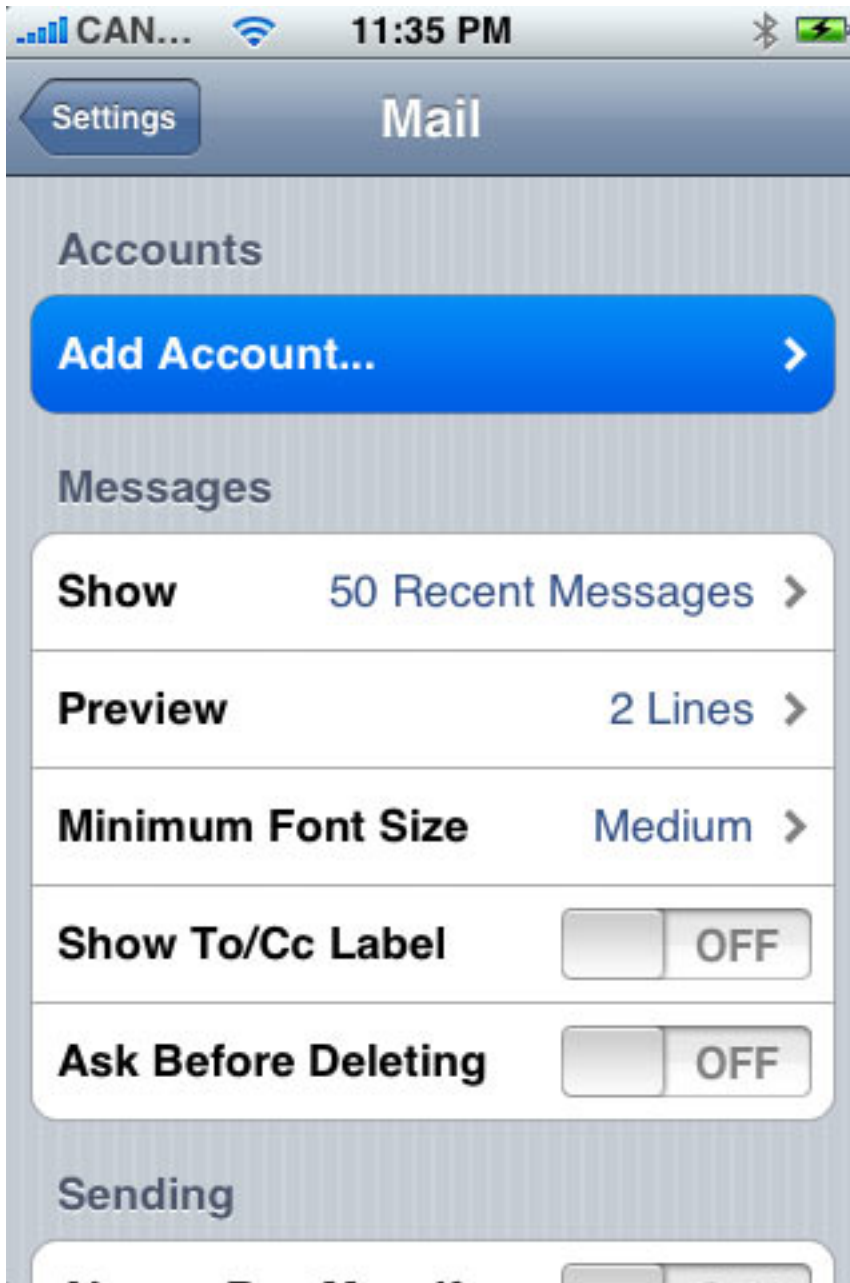 CAN... 11:35 PM
Settings Mail
Accounts
Add Account...
Messages
Show 50 Recent Messages
Preview 2 Lines
Minimum Font Size Medium
Show To/Cc Label OFF
Ask Before Deleting OFF
Sending